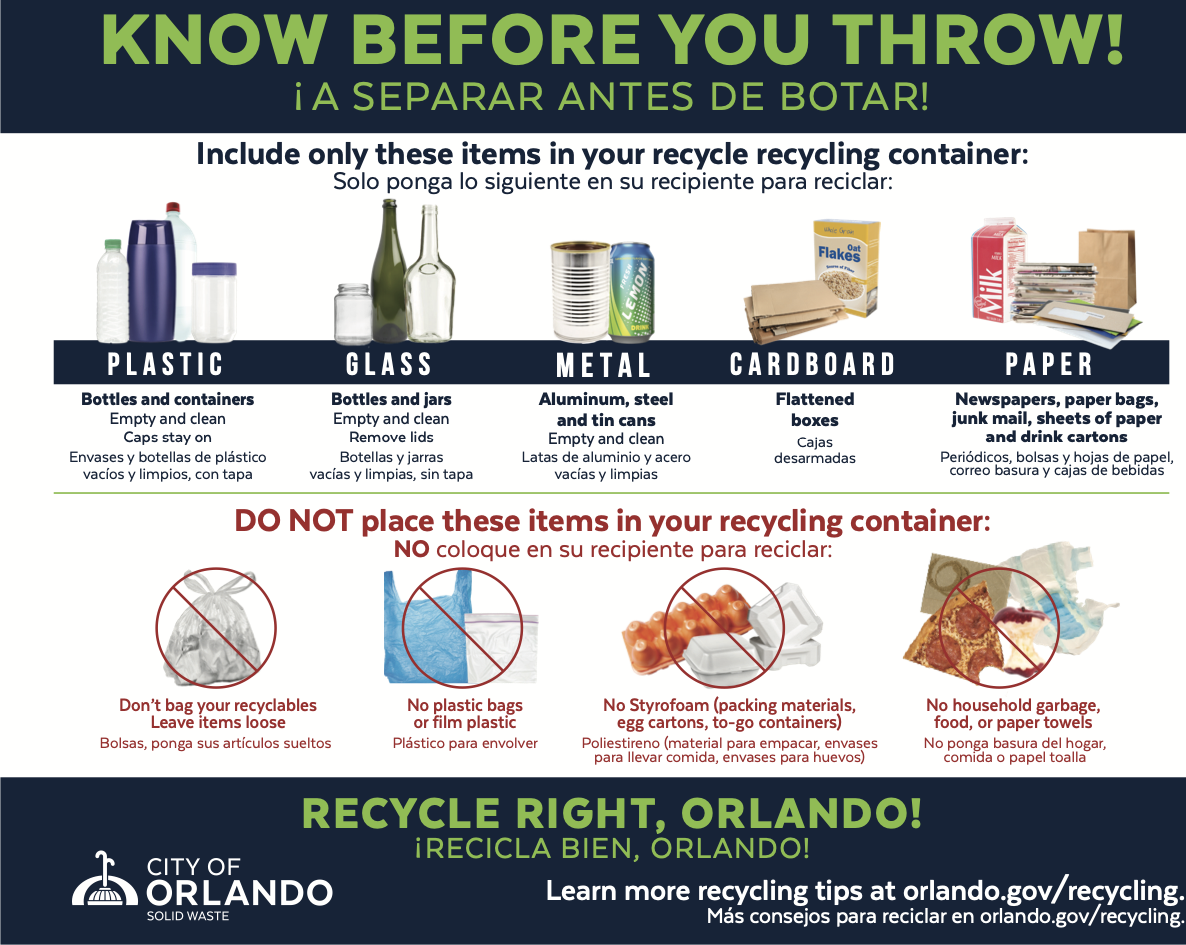 KNOW BEFORE YOU THROW!
¡A SEPARAR ANTES DE BOTAR!
Include only these items in your recycle recycling container:
Solo ponga lo siguiente en su recipiente para reciclar:
FIZZY
LEMON
DRINK
Whole Grain
Oat
Flakes
Source of Fiber
Milk
MILK
PLASTIC
Bottles and containers
Empty and clean
Caps stay on
Envases y botellas de plástico
vacíos y limpios, con tapa
GLASS
Bottles and jars
Empty and clean
Remove lids
Botellas y jarras
vacías y limpias, sin tapa
METAL
Aluminum, steel
and tin cans
Empty and clean
Latas de aluminio y acero
vacías y limpias
CARDBOARD
Flattened
boxes
Cajas
desarmadas
PAPER
Newspapers, paper bags,
junk mail, sheets of paper
and drink cartons
Periódicos, bolsas y hojas de papel,
correo basura y cajas de bebidas
DO NOT place these items in your recycling container:
NO coloque en su recipiente para reciclar:
Don't bag your recyclables
Leave items loose
Bolsas, ponga sus artículos sueltos
No plastic bags
or film plastic
Plástico para envolver
No Styrofoam (packing materials,
egg cartons, to-go containers)
Poliestireno (material para empacar, envases
para llevar comida, envases para huevos)
No household garbage,
food, or paper towels
No ponga basura del hogar,
comida o papel toalla
RECYCLE RIGHT, ORLANDO!
¡RECICLA BIEN, ORLANDO!
CITY OF
ORLANDO
SOLID WASTE
Learn more recycling tips at orlando.gov/recycling.
Más consejos para reciclar en orlando.gov/recycling.